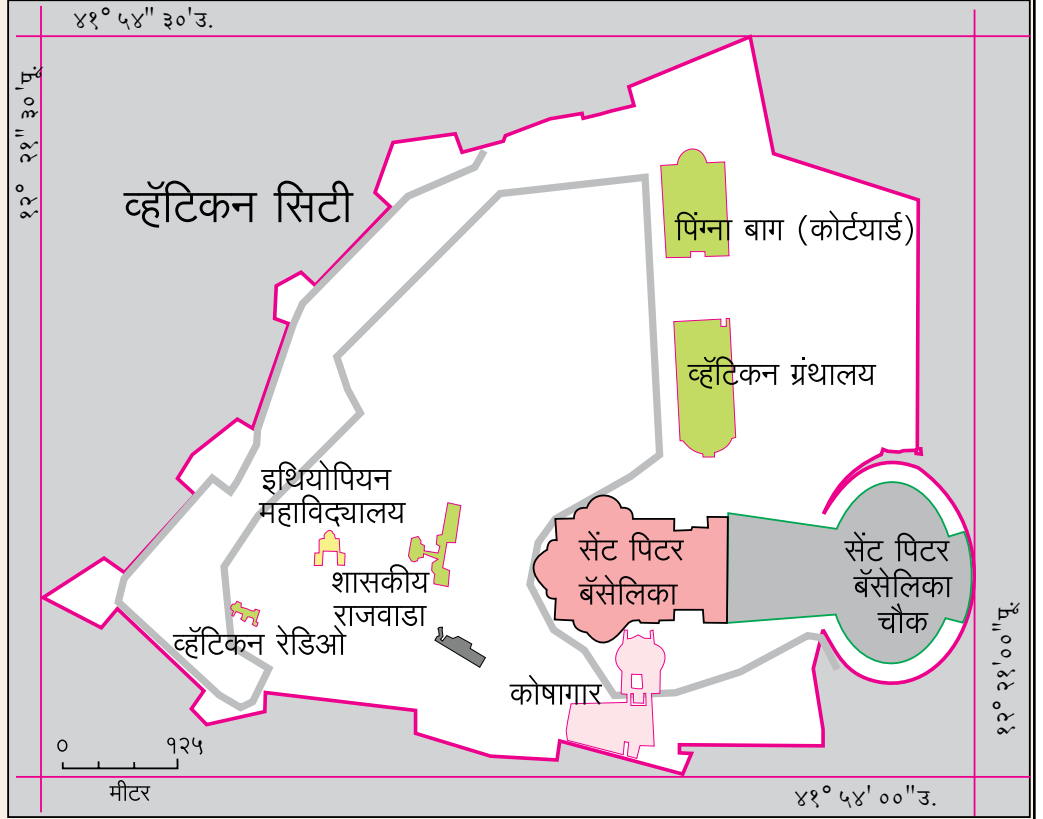 ४१° ५४" ३०'उ.
१२° २१" ३०'पू.
व्हॅटिकन सिटी
पिंग्ना बाग (कोर्टयार्ड)
व्हॅटिकन ग्रंथालय
इथियोपियन
महाविद्यालय
शासकीय
राजवाडा
व्हॅटिकन रेडिओ
सेंट पिटर
बॅसेलिका
सेंट पिटर
बॅसेलिका
चौक
कोषागार
० १२५
मीटर
१२° २१'००"पू.
४१° ५४' ००"उ.